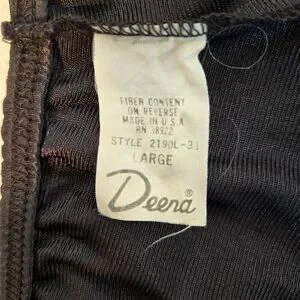 FIBER CONTENT
ON REVERSE
MADE IN U.S.A
RN 38922
STYLE 2190L-31
LARGE
Deena®